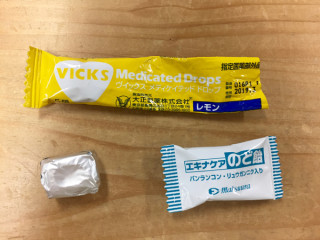 指定医薬部外品
VICKS
Medicated Drops
ヴイックス メディケイテッド ドロップ
大正製薬株式会社
レモン
エキナケア のど飴
バンランコン・リュウガンニク入り